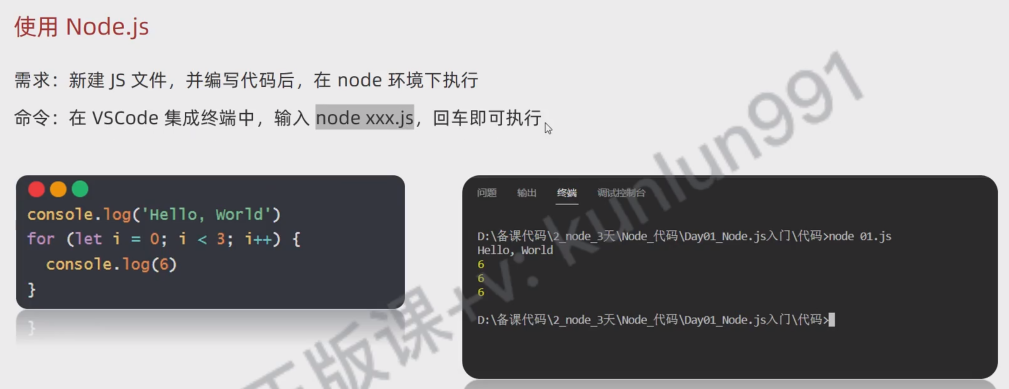 使用 Node.js
需求：新建 JS 文件，并编写代码后，在 node 环境下执行
命令：在 VSCode 集成终端中，输入 node xxx.js，回车即可执行
console.log('Hello, World')
for (let i = 0; i < 3; i++) {
  console.log(6)
}
}
问题 输出 终端 调试控制台
D:\备课代码\2_node_3天\Node_代码\Day01_Node.js入门\代码>node 01.js
Hello, World
6
6
6
D:\备课代码\2_node_3天\Node_代码\Day01_Node.js入门\代码>
版课+v: kunlun991